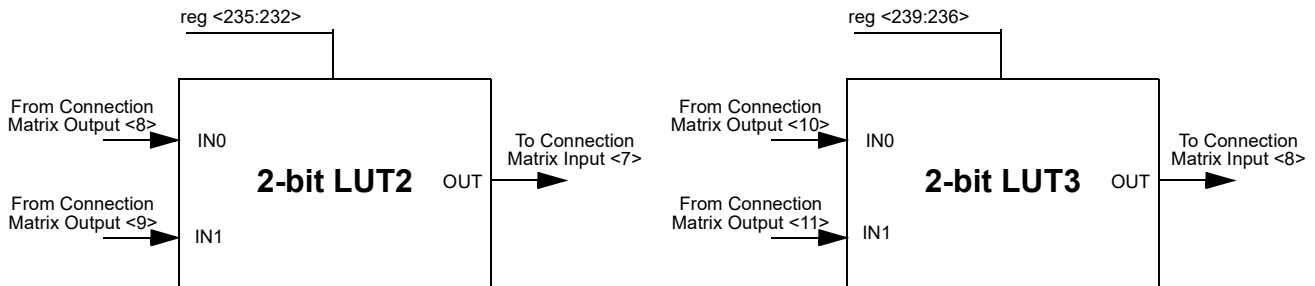 reg <235:232>
From Connection
Matrix Output <8>
IN0
2-bit LUT2
OUT
To Connection
Matrix Input <7>
From Connection
Matrix Output <9>
IN1
reg <239:236>
From Connection
Matrix Output <10>
IN0
2-bit LUT3
OUT
To Connection
Matrix Input <8>
From Connection
Matrix Output <11>
IN1